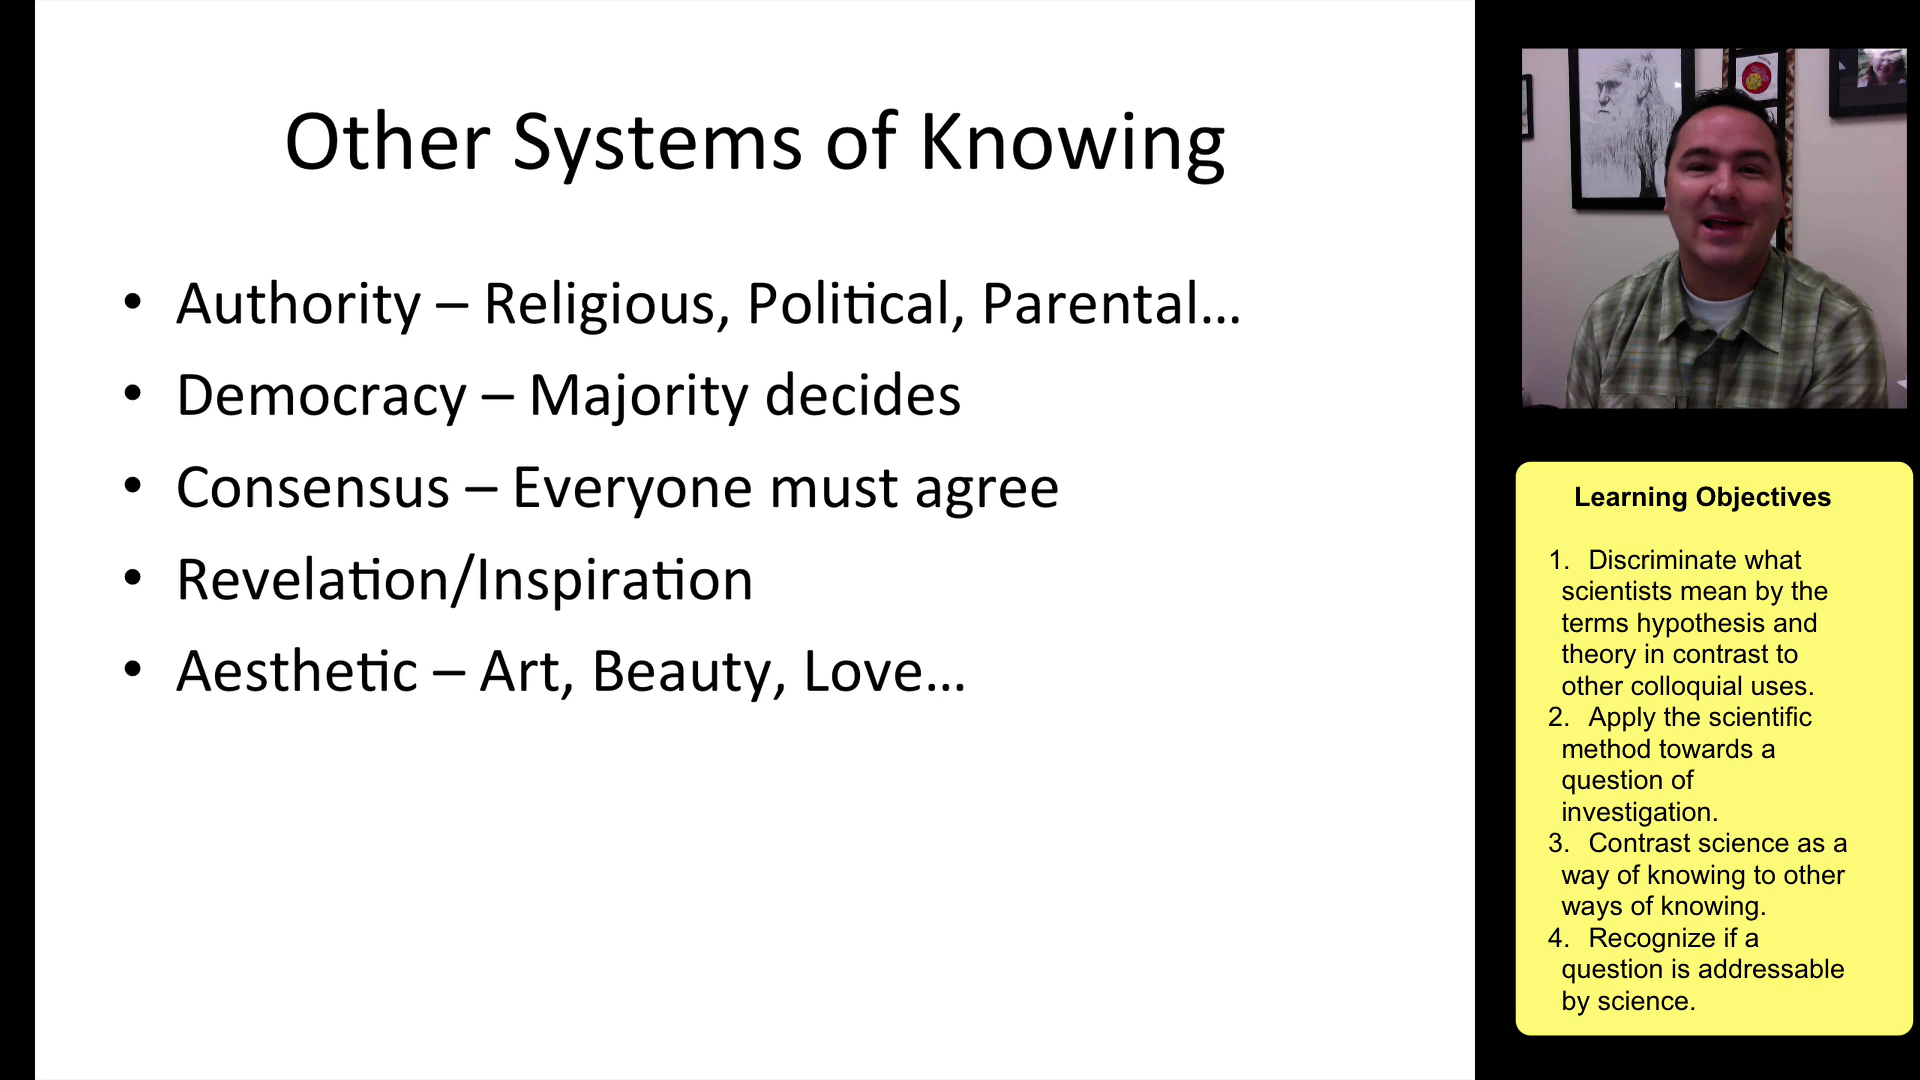 Other Systems of Knowing
• Authority – Religious, Political, Parental…
• Democracy – Majority decides
• Consensus – Everyone must agree
• Revelation/Inspiration
• Aesthetic – Art, Beauty, Love…
Learning Objectives
1. Discriminate what
scientists mean by the
terms hypothesis and
theory in contrast to
other colloquial uses.
2. Apply the scientific
method towards a
question of
investigation.
3. Contrast science as a
way of knowing to other
ways of knowing.
4. Recognize if a
question is addressable
by science.